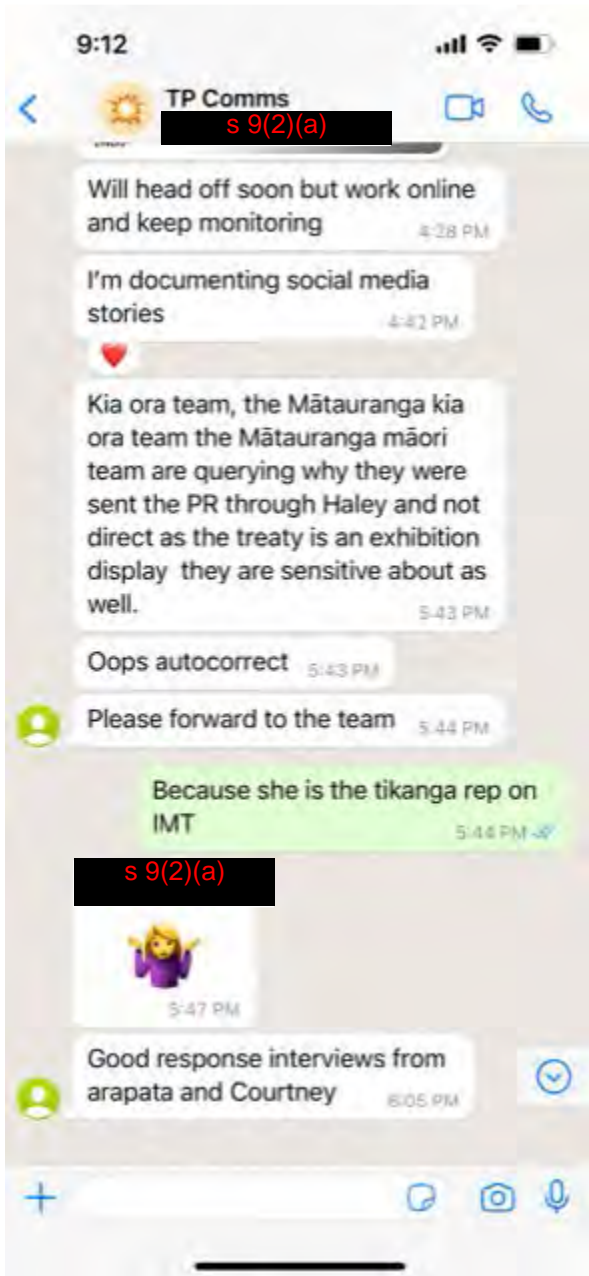 9:12
TP Comms
s 9(2)(a)
Will head off soon but work online
and keep monitoring
4:28 PM
I'm documenting social media
stories
4:42 PM
Kia ora team, the Mātauranga kia
ora team the Mātauranga māori
team are querying why they were
sent the PR through Haley and not
direct as the treaty is an exhibition
display they are sensitive about as
well.
5:43 PM
Oops autocorrect 5:43 PM
Please forward to the team 5:44 PM
Because she is the tikanga rep on
IMT
5:44 PM
s 9(2)(a)
5:47 PM
Good response interviews from
arapata and Courtney 6:05 PM